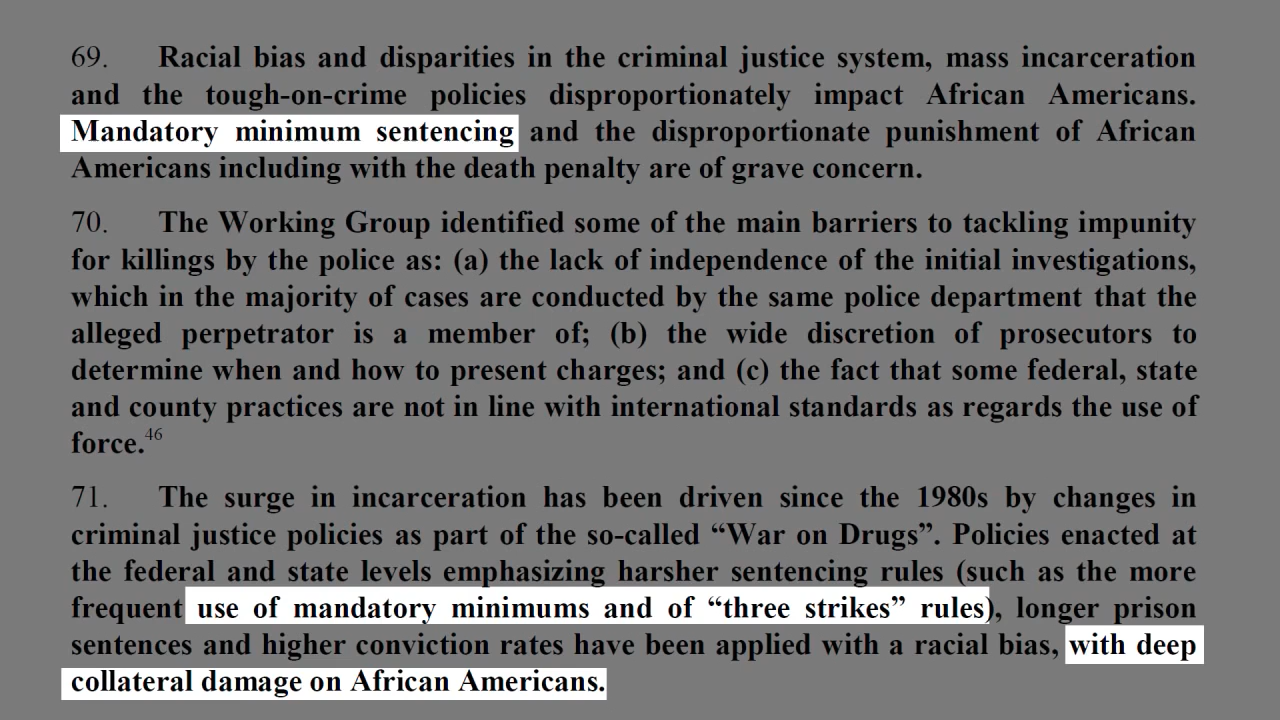 69. Racial bias and disparities in the criminal justice system, mass incarceration
and the tough-on-crime policies disproportionately impact African Americans.
Mandatory minimum sentencing and the disproportionate punishment of African
Americans including with the death penalty are of grave concern.
70. The Working Group identified some of the main barriers to tackling impunity
for killings by the police as: (a) the lack of independence of the initial investigations,
which in the majority of cases are conducted by the same police department that the
alleged perpetrator is a member of; (b) the wide discretion of prosecutors to
determine when and how to present charges; and (c) the fact that some federal, state
and county practices are not in line with international standards as regards the use of
force.46
71. The surge in incarceration has been driven since the 1980s by changes in
criminal justice policies as part of the so-called “War on Drugs”. Policies enacted at
the federal and state levels emphasizing harsher sentencing rules (such as the more
frequent use of mandatory minimums and of “three strikes” rules), longer prison
sentences and higher conviction rates have been applied with a racial bias, with deep
collateral damage on African Americans.